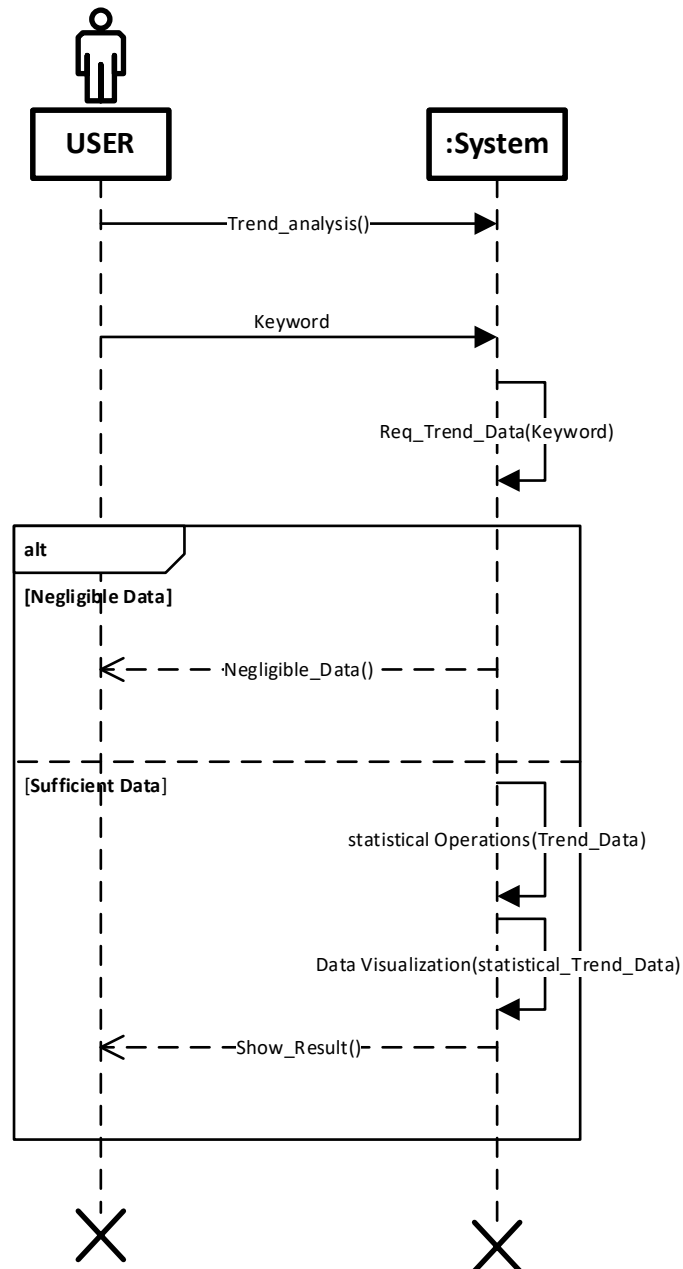 USER
:System
Trend_analysis()
Keyword
Req_Trend_Data(Keyword)
alt
[Negligible Data]
Negligible_Data()
[Sufficient Data]
statistical Operations(Trend_Data)
Data Visualization(statistical_Trend_Data)
Show_Result()